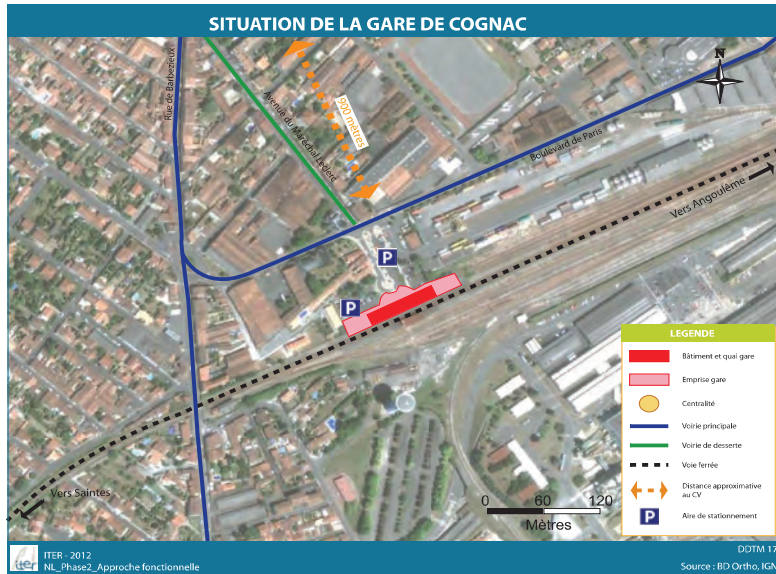 SITUATION DE LA GARE DE COGNAC
N
Rue de Barbezieux
Avenue du Maréchal Leclerc
900 mètres
Boulevard de Paris
Vers Angoulême
P
P
Vers Saintes
LEGENDE
Bâtiment et quai gare
Emprise gare
Centralité
Voirie principale
Voirie de desserte
Voie ferrée
Distance approximative
au CV
P
Aire de stationnement
0 60 120
Mètres
iter
ITER - 2012
NL_Phase2_Approche fonctionnelle
DDTM 17
Source : BD Ortho, IGN